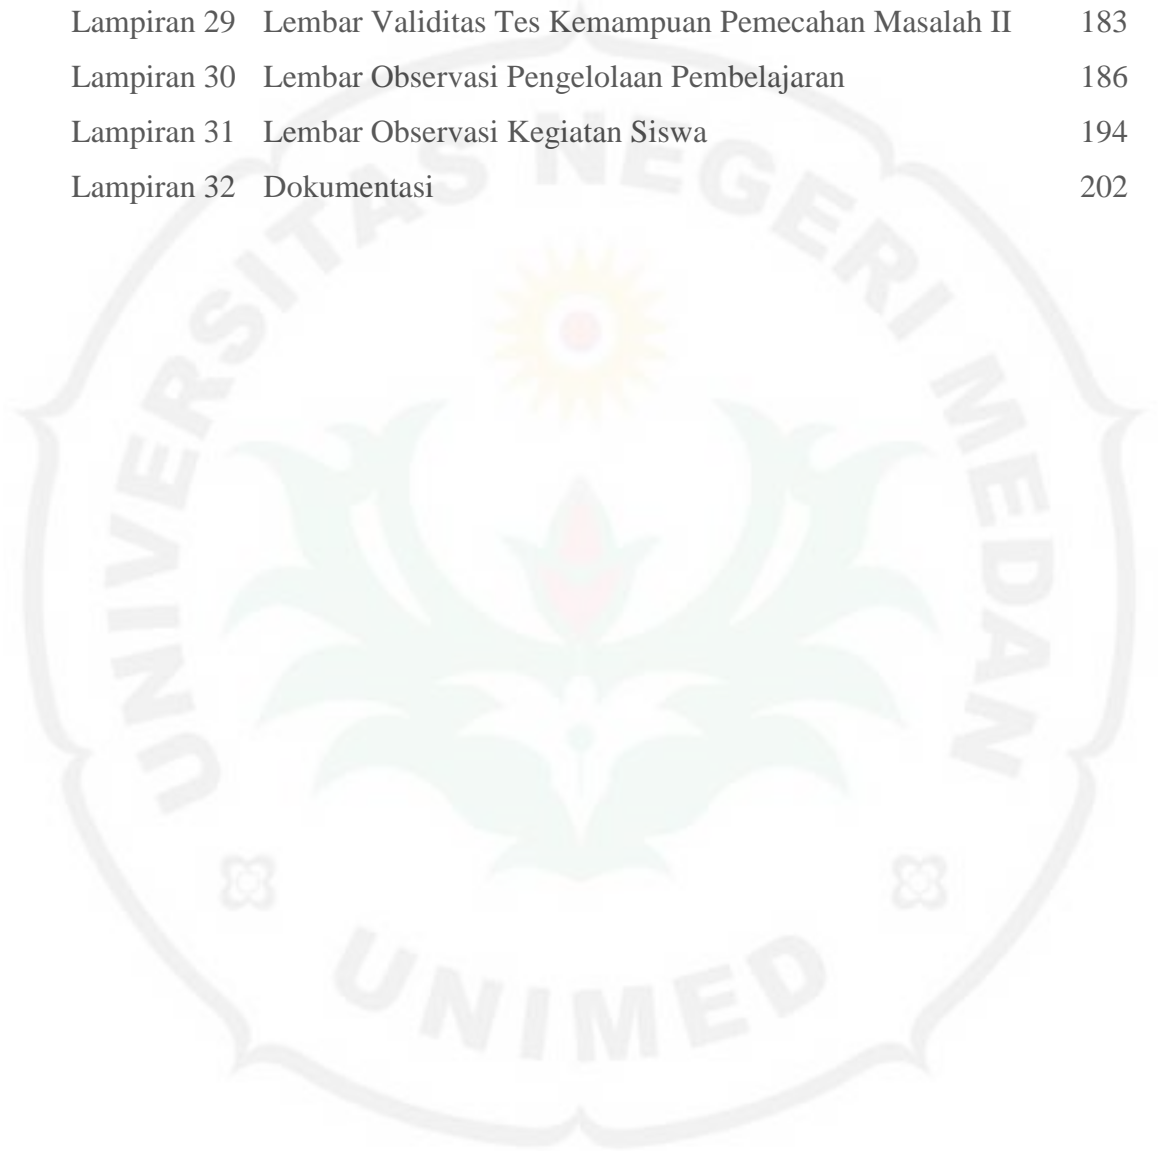 Lampiran 29 Lembar Validitas Tes Kemampuan Pemecahan Masalah II 183
Lampiran 30 Lembar Observasi Pengelolaan Pembelajaran 186
Lampiran 31 Lembar Observasi Kegiatan Siswa 194
Lampiran 32 Dokumentasi 202
UNIVERSITAS NEGERI MEDAN
UNIMED